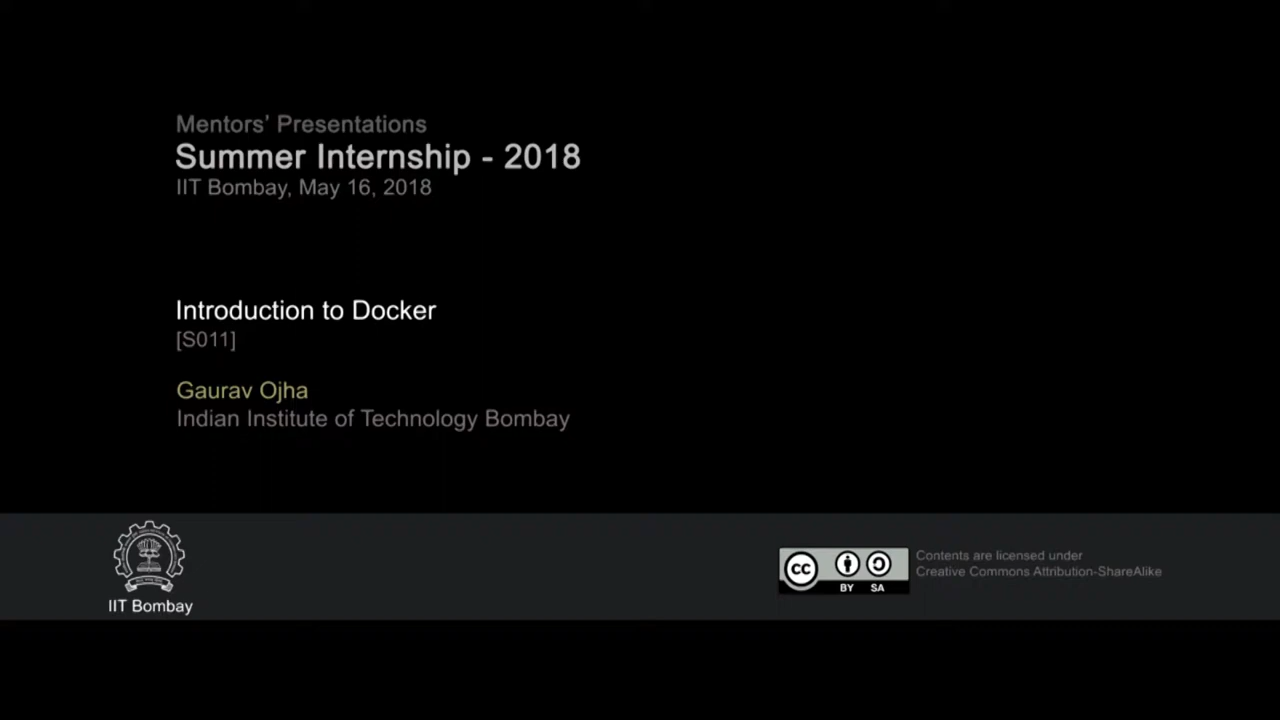 Mentors’ Presentations
Summer Internship - 2018
IIT Bombay, May 16, 2018
Introduction to Docker
[S011]
Gaurav Ojha
Indian Institute of Technology Bombay
IIT Bombay
cc
BY SA
Contents are licensed under
Creative Commons Attribution-ShareAlike